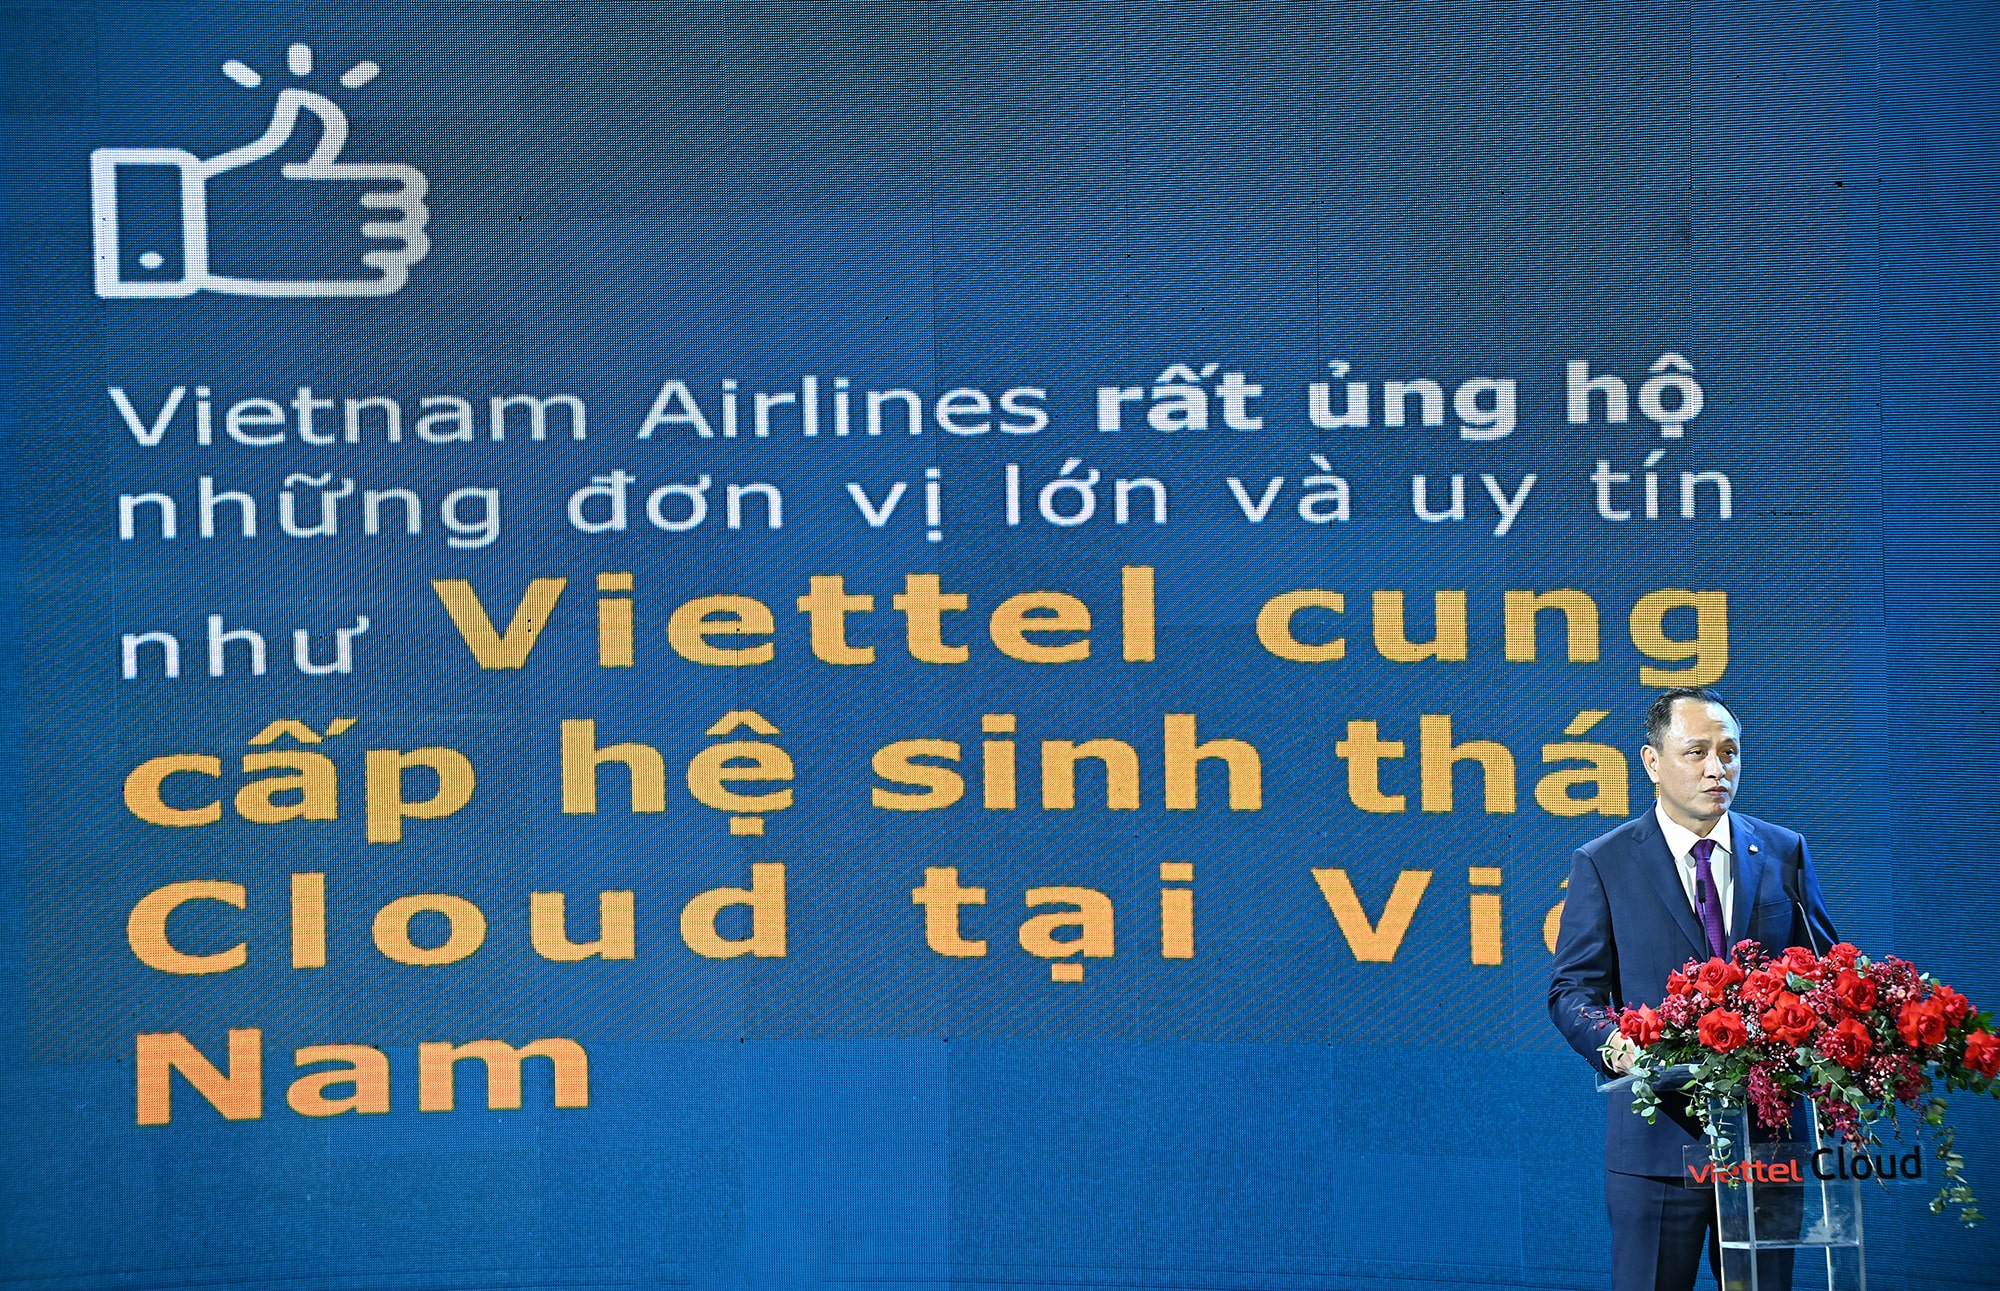 Vietnam Airlines rất ủng hộ
những đơn vị lớn và uy tín
như Viettel cung
cấp hệ sinh thá
Cloud tại Việ
Nam
viettel Cloud